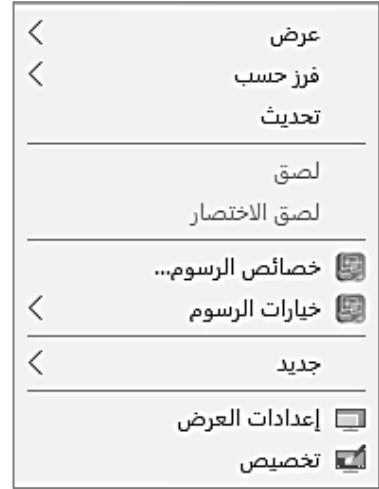 عرض
فرز حسب
تحديث
لصق
لصق الاختصار
خصائص الرسوم...
خيارات الرسوم
جديد
إعدادات العرض
تخصيص